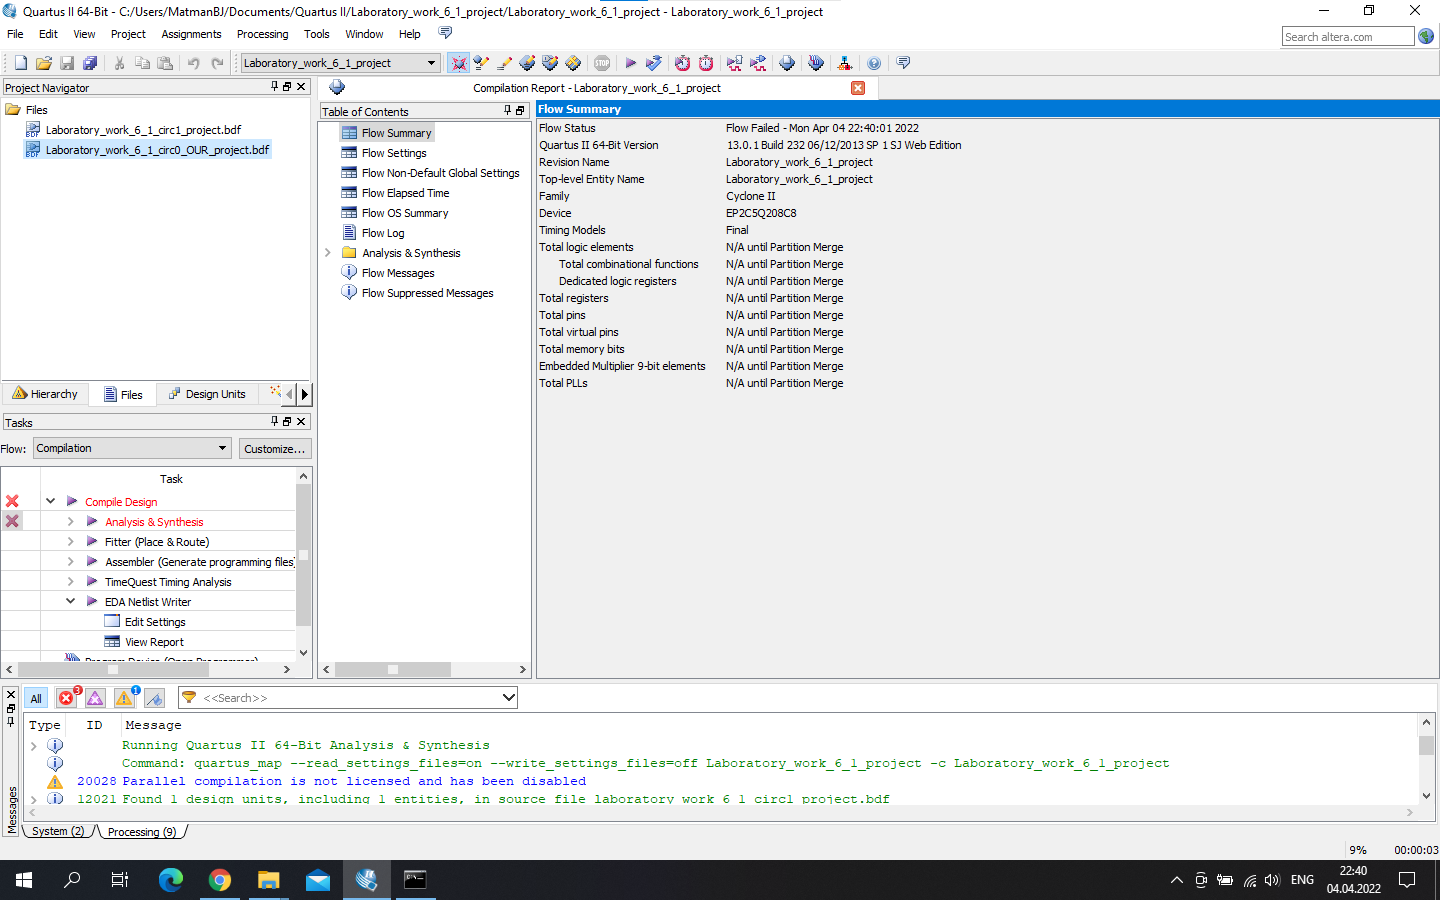 Quartus II 64-Bit - C:/Users/MatmanBJ/Documents/Quartus II/Laboratory_work_6_1_project/Laboratory_work_6_1_project - Laboratory_work_6_1_project
File Edit View Project Assignments Processing Tools Window Help
Search altera.com
Laboratory_work_6_1_project
Project Navigator
Files
Laboratory_work_6_1_circ1_project.bdf
Laboratory_work_6_1_circ0_OUR_project.bdf
Hierarchy Files Design Units
Tasks
Flow: Compilation Customize...
Task
Compile Design
Analysis & Synthesis
Fitter (Place & Route)
Assembler (Generate programming files)
TimeQuest Timing Analysis
EDA Netlist Writer
Edit Settings
View Report
Program Device (Open Programmer)
Compilation Report - Laboratory_work_6_1_project
Table of Contents
Flow Summary
Flow Settings
Flow Non-Default Global Settings
Flow Elapsed Time
Flow OS Summary
Flow Log
Analysis & Synthesis
Flow Messages
Flow Suppressed Messages
Flow Summary
Flow Status Flow Failed - Mon Apr 04 22:40:01 2022
Quartus II 64-Bit Version 13.0.1 Build 232 06/12/2013 SP 1 SJ Web Edition
Revision Name Laboratory_work_6_1_project
Top-level Entity Name Laboratory_work_6_1_project
Family Cyclone II
Device EP2C5Q208C8
Timing Models Final
Total logic elements N/A until Partition Merge
Total combinational functions N/A until Partition Merge
Dedicated logic registers N/A until Partition Merge
Total registers N/A until Partition Merge
Total pins N/A until Partition Merge
Total virtual pins N/A until Partition Merge
Total memory bits N/A until Partition Merge
Embedded Multiplier 9-bit elements N/A until Partition Merge
Total PLLs N/A until Partition Merge
Messages
All 3 1 <<Search>>
Type ID Message
Running Quartus II 64-Bit Analysis & Synthesis
Command: quartus_map --read_settings_files=on --write_settings_files=off Laboratory_work_6_1_project -c Laboratory_work_6_1_project
20028 Parallel compilation is not licensed and has been disabled
12021 Found 1 design units, including 1 entities, in source file laboratory_work_6_1_circ1_project.bdf
System (2) Processing (9)
9% 00:00:03
ENG
22:40
04.04.2022